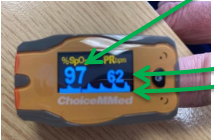 %SpO₂ PRbpm
97 62
ChoiceMMed